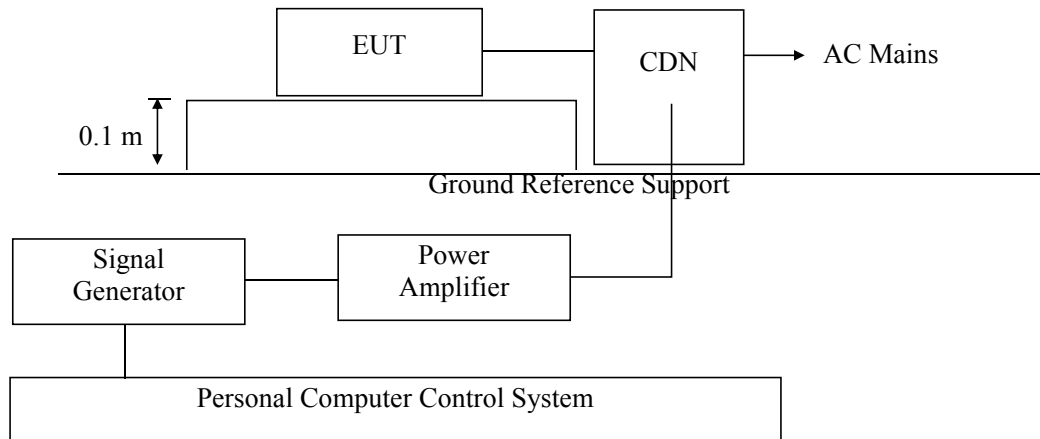 EUT
CDN
AC Mains
0.1 m
Ground Reference Support
Signal
Generator
Power
Amplifier
Personal Computer Control System